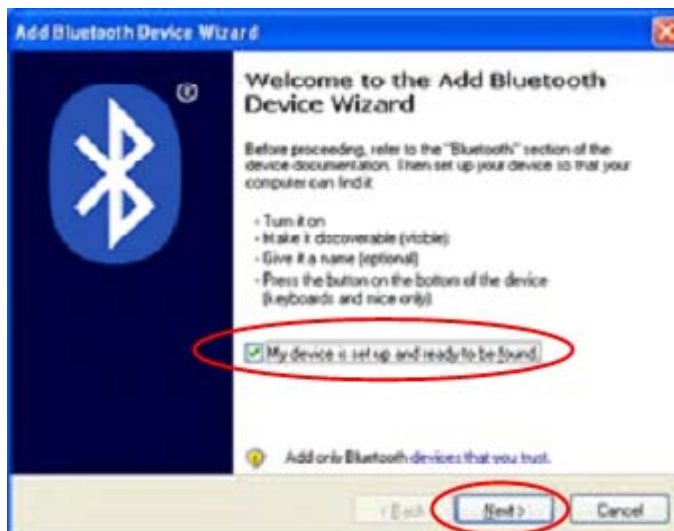 Add Bluetooth Device Wizard
Welcome to the Add Bluetooth
Device Wizard
Before proceeding, refer to the "Bluetooth" section of the
device documentation. Then set up your device so that your
computer can find it:
- Turn it on
- Make it discoverable (visible)
- Give it a name (optional)
- Press the button on the bottom of the device
(keyboards and mice only)
My device is set up and ready to be found.
Add only Bluetooth devices that you trust.
< Back
Next >
Cancel